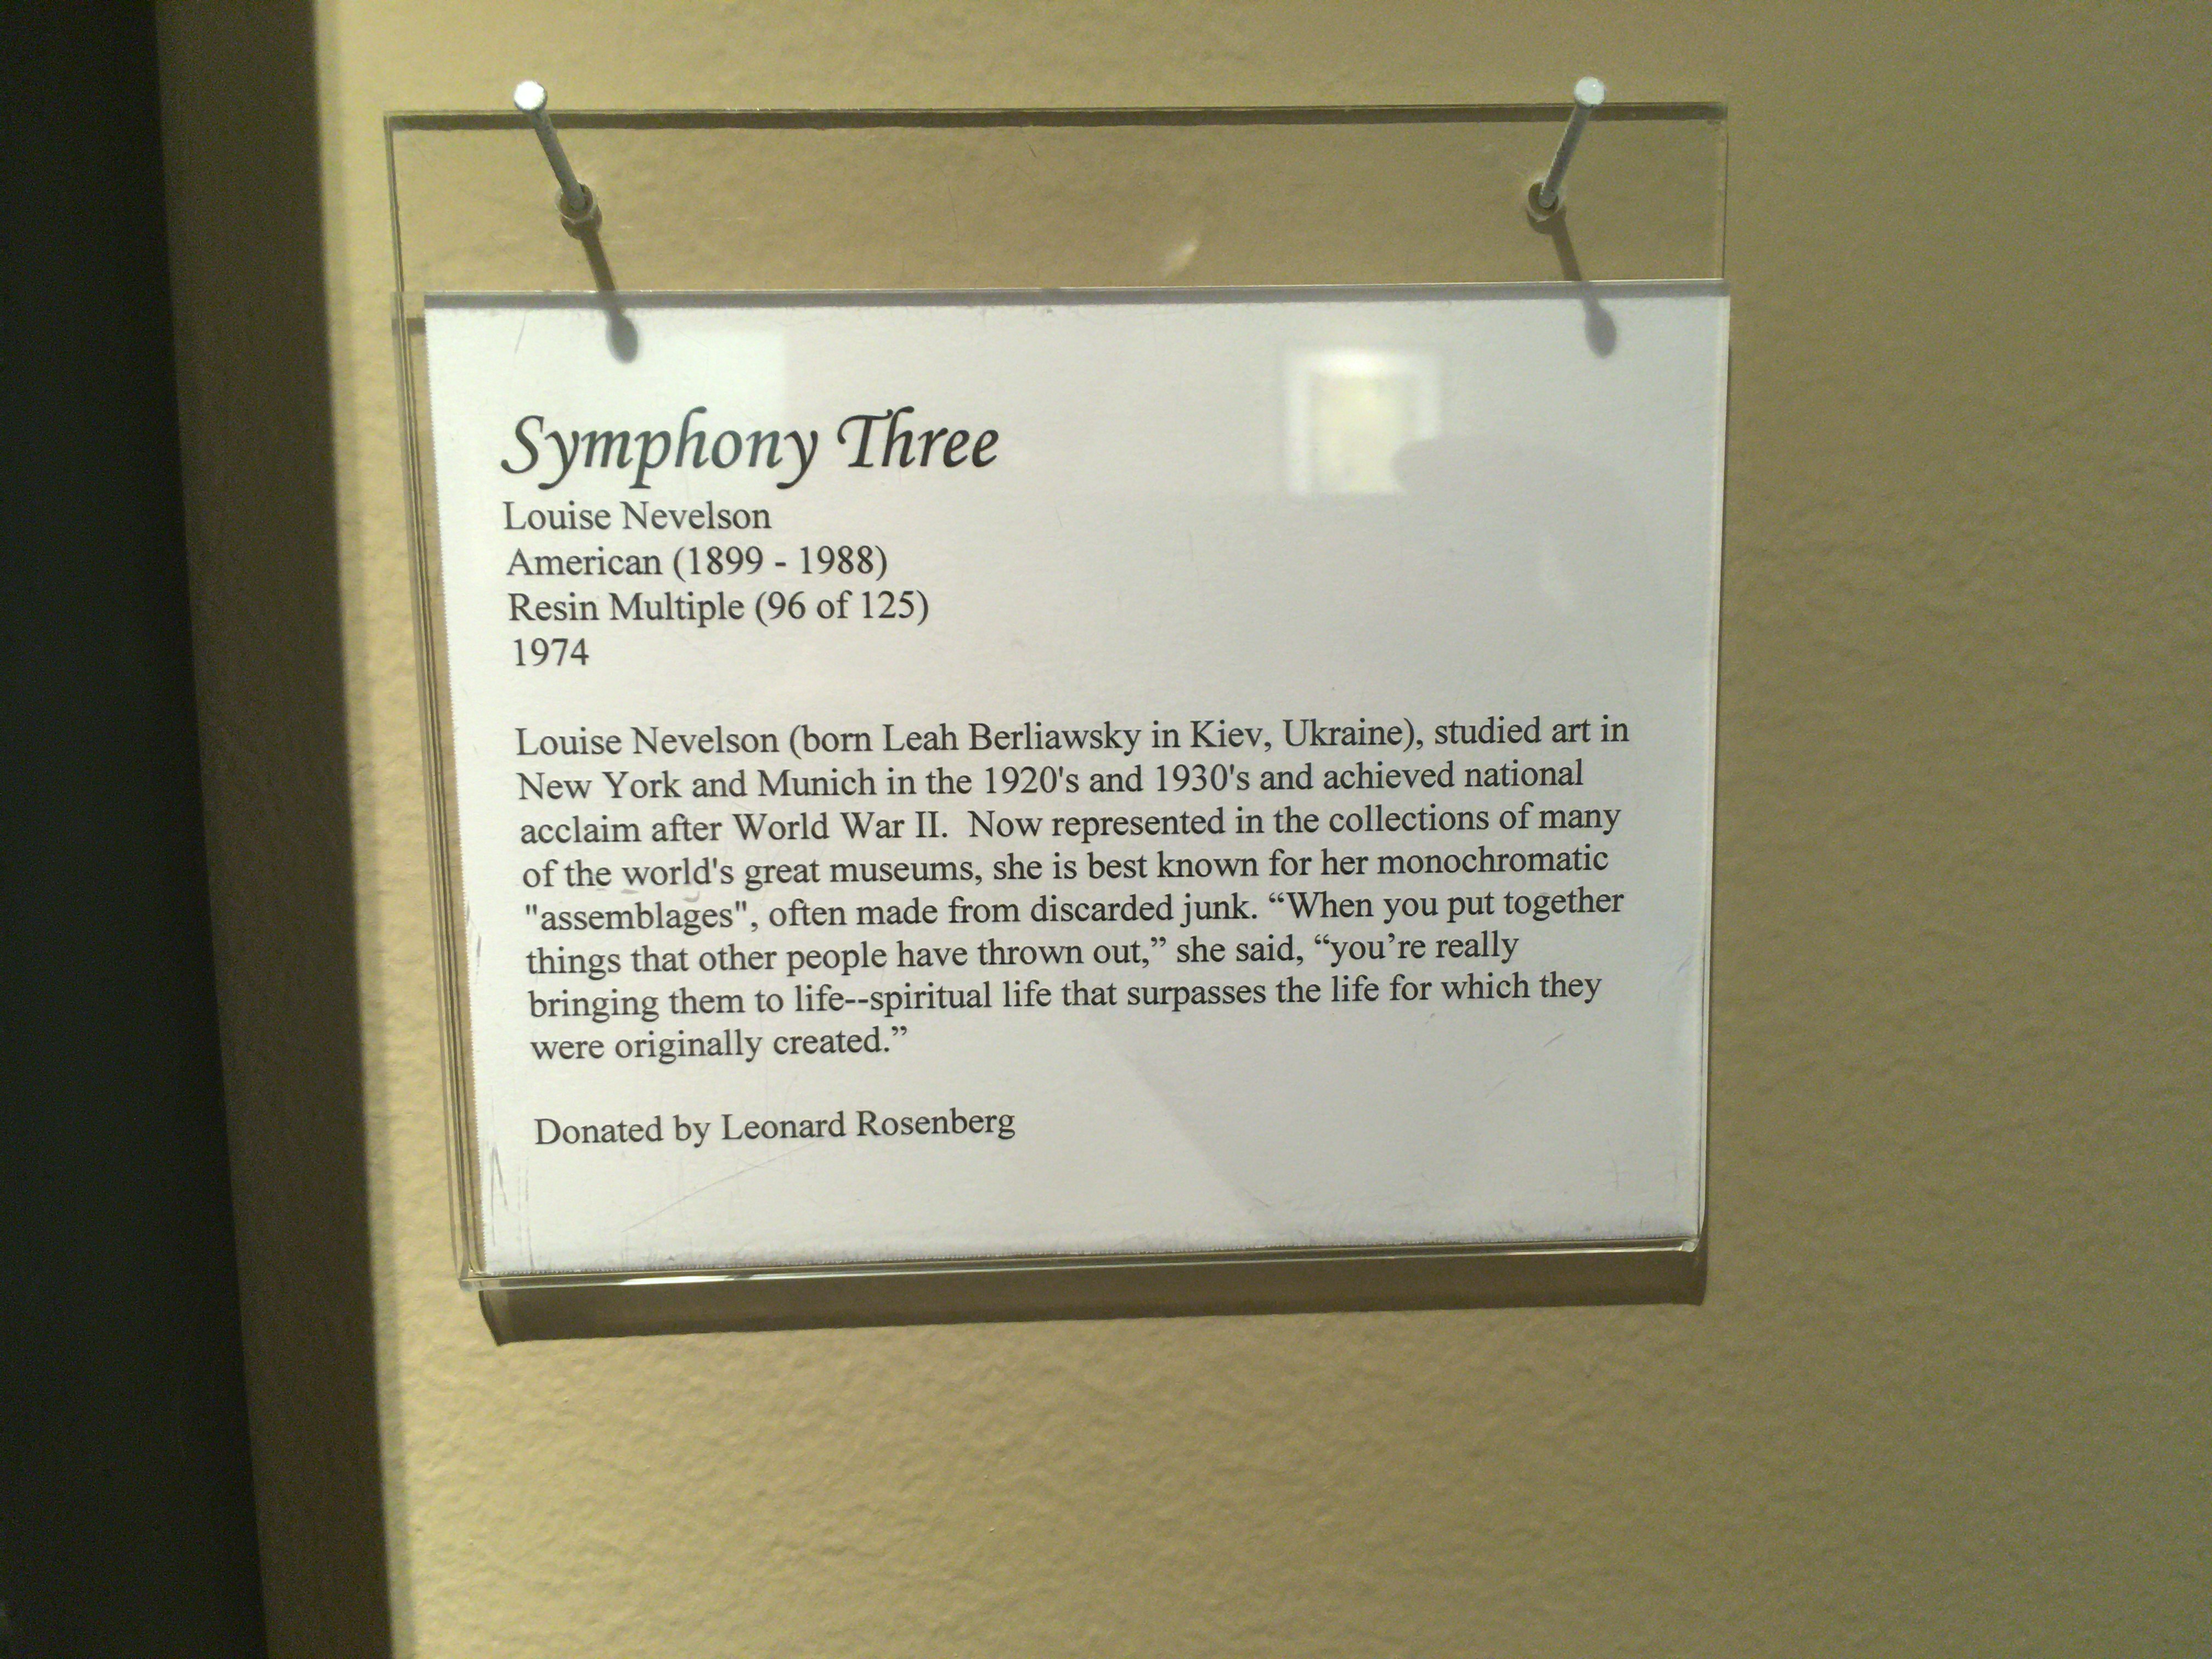 Symphony Three
Louise Nevelson
American (1899 - 1988)
Resin Multiple (96 of 125)
1974
Louise Nevelson (born Leah Berliawsky in Kiev, Ukraine), studied art in
New York and Munich in the 1920's and 1930's and achieved national
acclaim after World War II.  Now represented in the collections of many
of the world's great museums, she is best known for her monochromatic
"assemblages", often made from discarded junk. “When you put together
things that other people have thrown out,” she said, “you’re really
bringing them to life--spiritual life that surpasses the life for which they
were originally created.”
Donated by Leonard Rosenberg